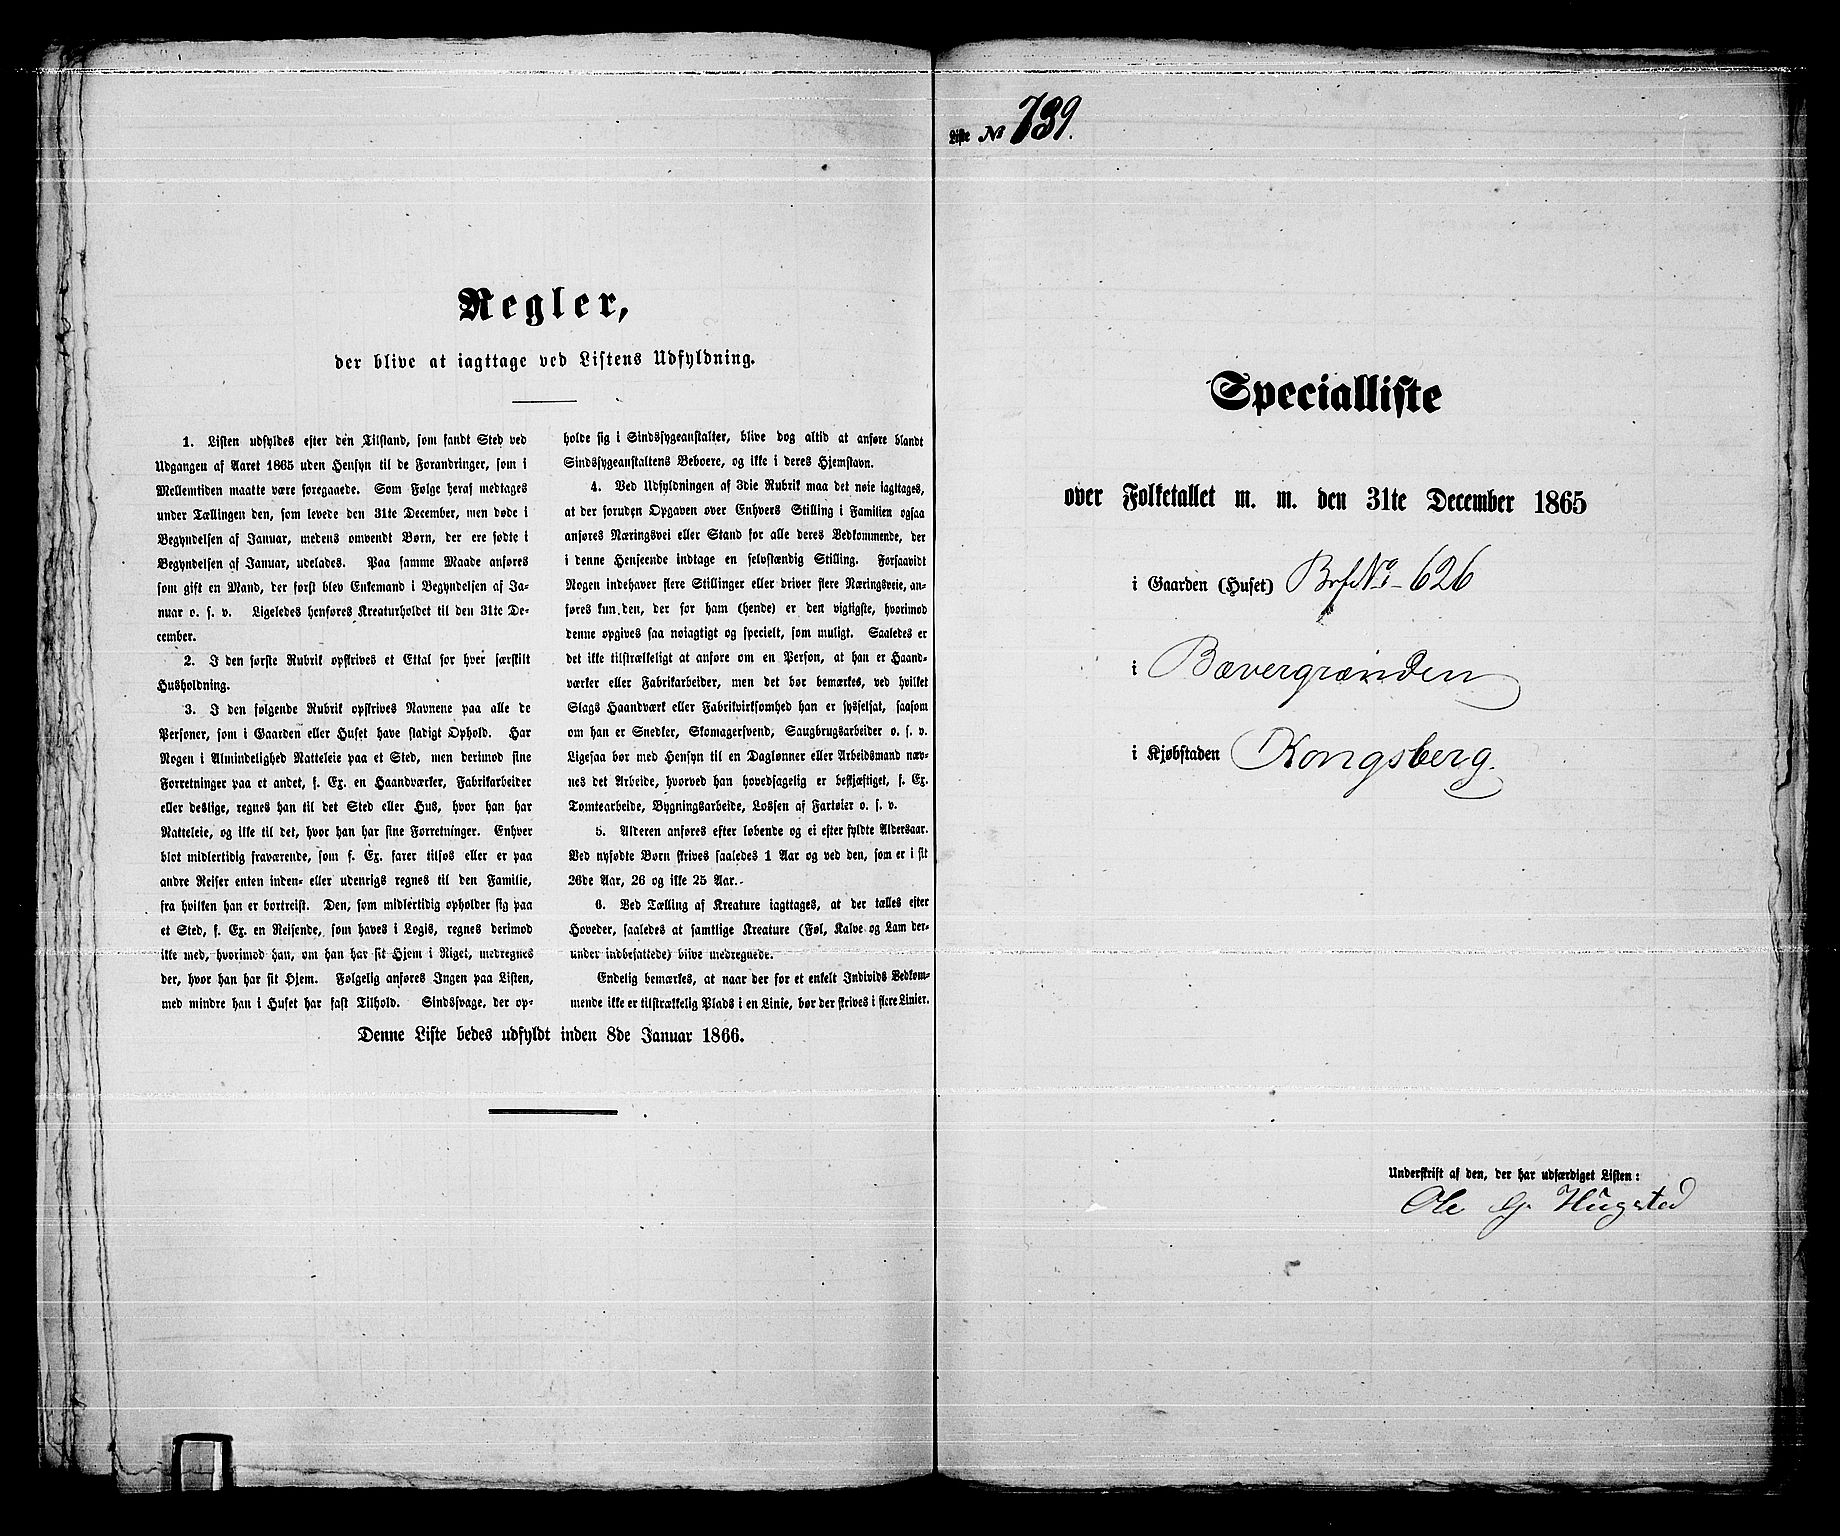 Regler,
der blive at iagttage ved Listens Udfyldning.
1. Listen udfyldes efter den Tilstand, som fandt Sted ved
Udgangen af Aaret 1865 uden Hensyn til de Forandringer, som i
Mellemtiden maatte være foregaaede. Som Følge heraf medtages
under Tællingen den, som levede den 31te December, men døde i
Begyndelsen af Januar, medens omvendt Børn, der ere fødte i
Begyndelsen af Januar, udelades. Paa samme Maade anføres
som gift en Mand, der først blev Enkemand i Begyndelsen af Ja-
nuar o. s. v. Ligeledes henføres Kreaturholdet til den 31te De-
cember.
2. I den første Rubrik opskrives et Ettal for hver særskilt
Husholdning.
3. I den følgende Rubrik opskrives Navnene paa alle de
Personer, som i Gaarden eller Huset have stadigt Ophold. Har
Nogen i Almindelighed Natteleie paa et Sted, men derimod sine
Forretninger paa et andet, f. Ex. en Haandværker, Fabrikarbeider
eller deslige, regnes han til det Sted eller Hus, hvor han har
Natteleie, og ikke til det, hvor han har sine Forretninger. Enhver
blot midlertidig fraværende, som f. Ex. farer tilsøs eller er paa
andre Reiser enten inden- eller udenrigs regnes til den Familie,
fra hvilken han er bortreist. Den, som midlertidig opholder sig paa
et Sted, f. Ex. en Reisende, som haves i Logis, regnes derimod
ikke med, hvorimod han, om han har sit Hjem i Riget, medregnes
der, hvor han har sit Hjem. Følgelig anføres Ingen paa Listen,
med mindre han i Huset har fast Tilhold. Sindssvage, der op-
holde sig i Sindssygeanstalter, blive dog altid at anføre blandt
Sindssygeanstaltens Beboere, og ikke i deres Hjemstavn.
4. Ved Udfyldningen af 3die Rubrik maa det nøie iagttages,
at der foruden Opgaven over Enhvers Stilling i Familien ogsaa
anføres Næringsvei eller Stand for alle deres Vedkommende, der
i denne Henseende indtage en selvstændig Stilling. Forsaavidt
Nogen indehaver flere Stillinger eller driver flere Næringsveie, an-
føres kun den, der for ham (hende) er den vigtigste, hvorimod
denne opgives saa nøiagtigt og specielt, som muligt. Saaledes er
det ikke tilstrækkeligt at anføre om en Person, at han er Haand-
værker eller Fabrikarbeider, men det bør bemærkes, ved hvilket
Slags Haandværk eller Fabrikvirksomhed han er sysselsat, saasom
om han er Snedker, Skomagersvend, Saugbrugsarbeider o. s. v.
Ligesaa bør med Hensyn til en Daglønner eller Arbeidsmand næv-
nes det Arbeide, hvorved han hovedsagelig er beskjæftiget, f. Ex.
Tomtearbeide, Bygningsarbeide, Lossen af Fartøier o. s. v.
5. Alderen anføres efter løbende og ei efter fyldte Aldersaar.
Ved nyfødte Børn skrives saaledes 1 Aar og ved den, som er i sit
26de Aar, 26 og ikke 25 Aar.
6. Ved Tælling af Kreature iagttages, at der tælles efter
Hoveder, saaledes at samtlige Kreature (Føl, Kalve og Lam der-
under indbefattede) blive medregnede.
Endelig bemærkes, at naar der for et enkelt Individs Vedkom-
mende ikke er tilstrækkelig Plads i en Linie, bør der skrives i flere Linier.
Denne Liste bedes udfyldt inden 8de Januar 1866.
Liste № 739.
Specialliste
over Folketallet m. m. den 31te December 1865
i Gaarden (Huset) Brf. No - 626
i Bævergrænden
i Kjøbstaden Kongsberg.
Underskrift af den, der har udfærdiget Listen:
Ole G. Hugsted